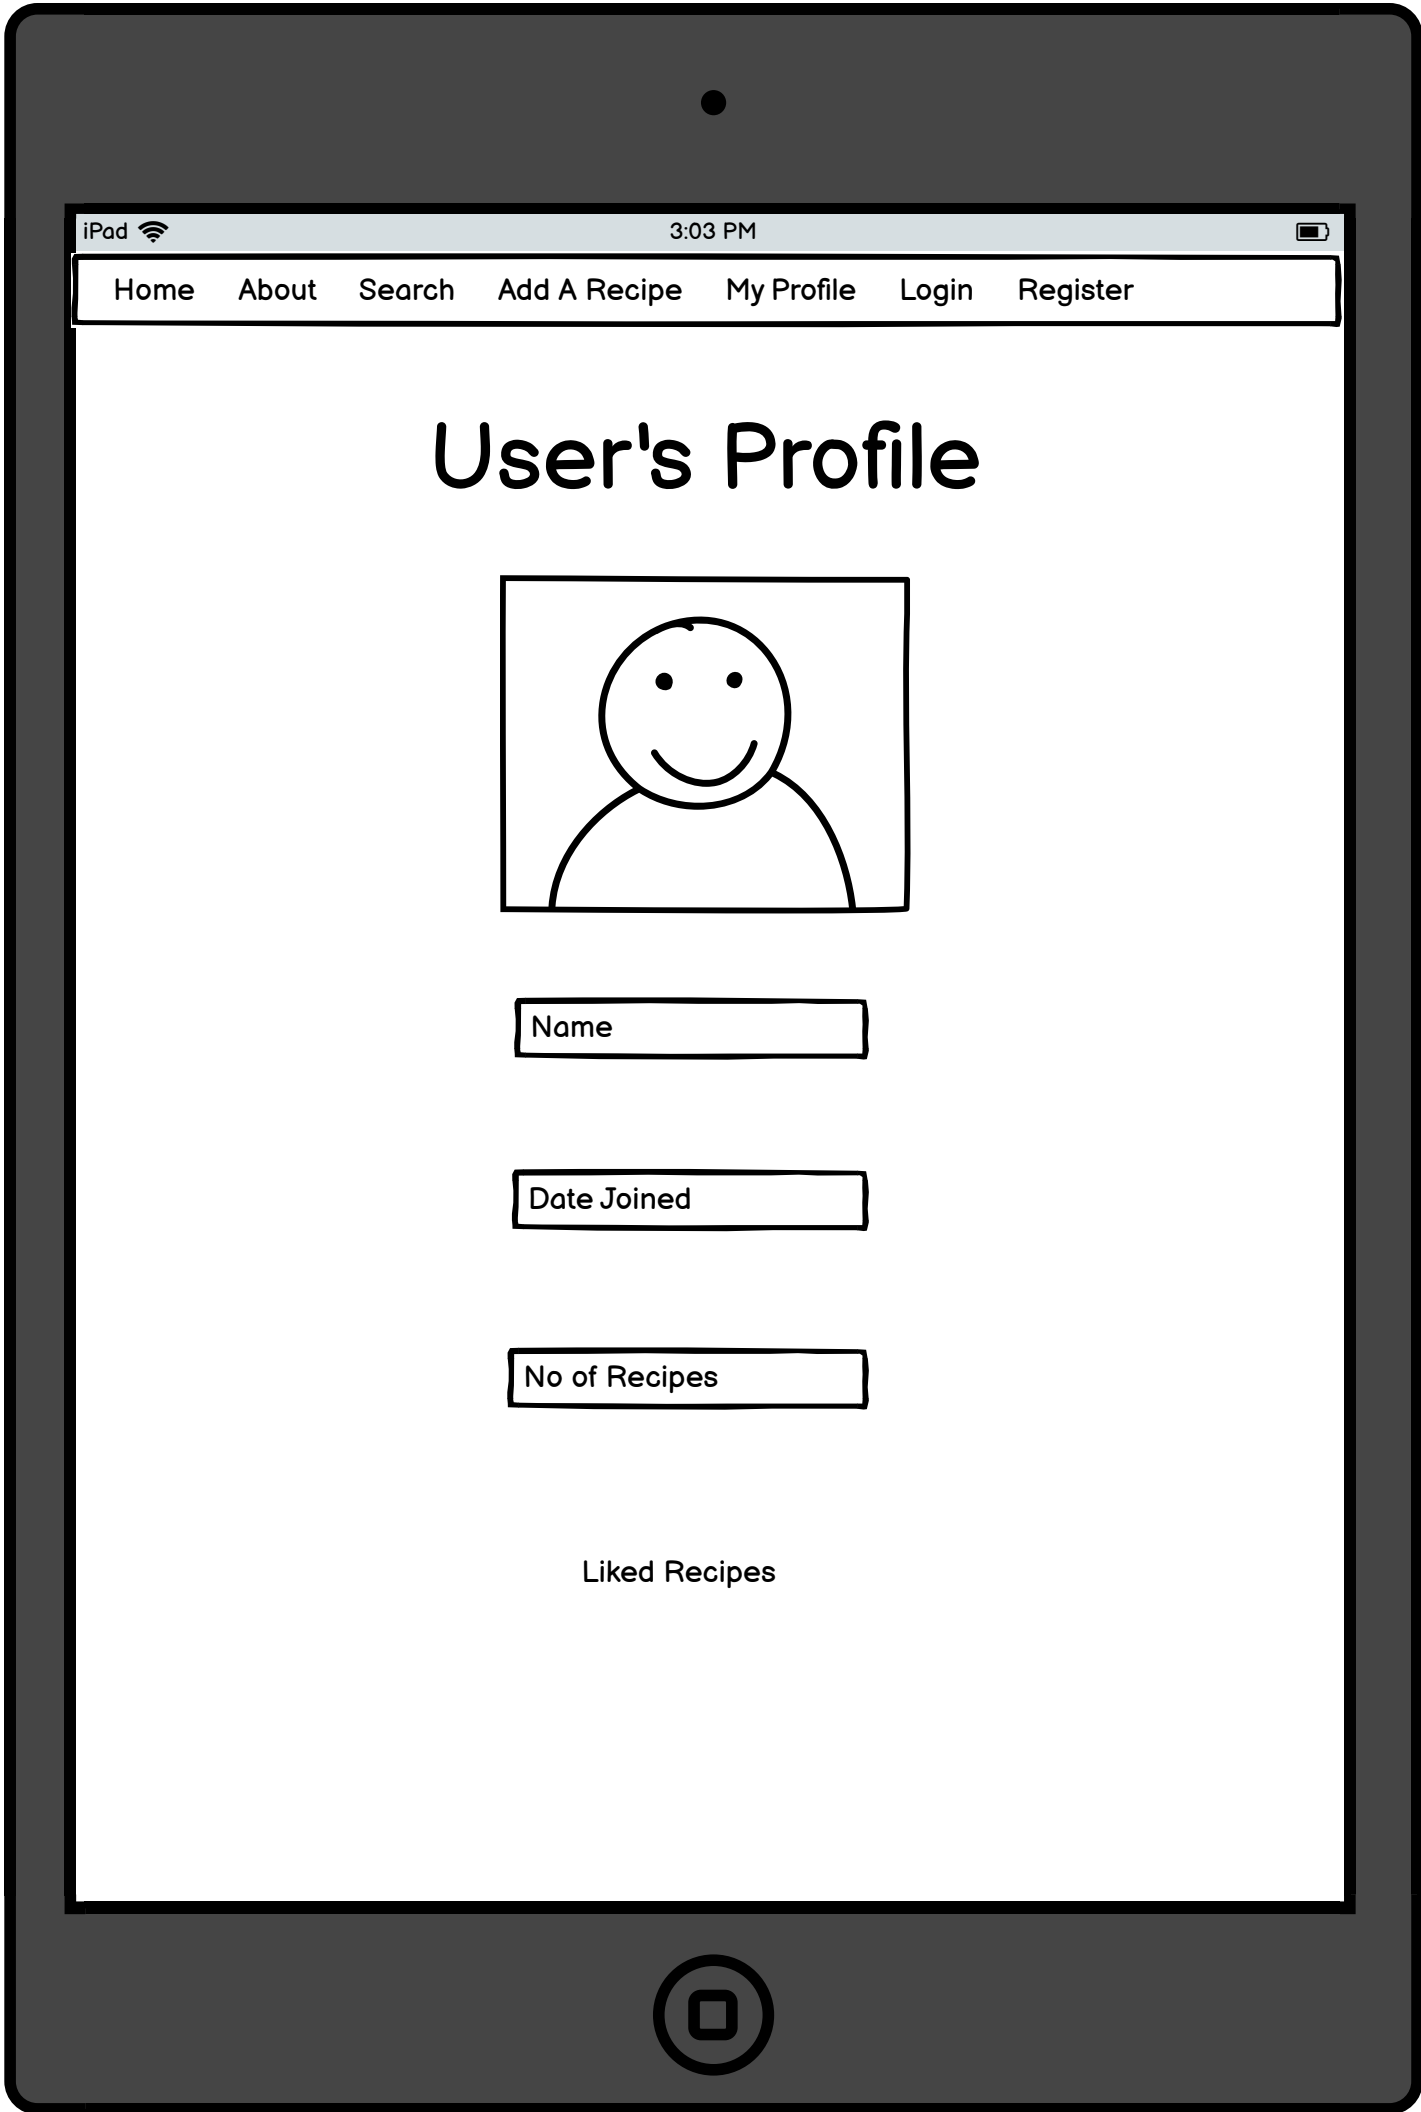 iPad 3:03 PM
Home About Search Add A Recipe My Profile Login Register
User's Profile
Name
Date Joined
No of Recipes
Liked Recipes